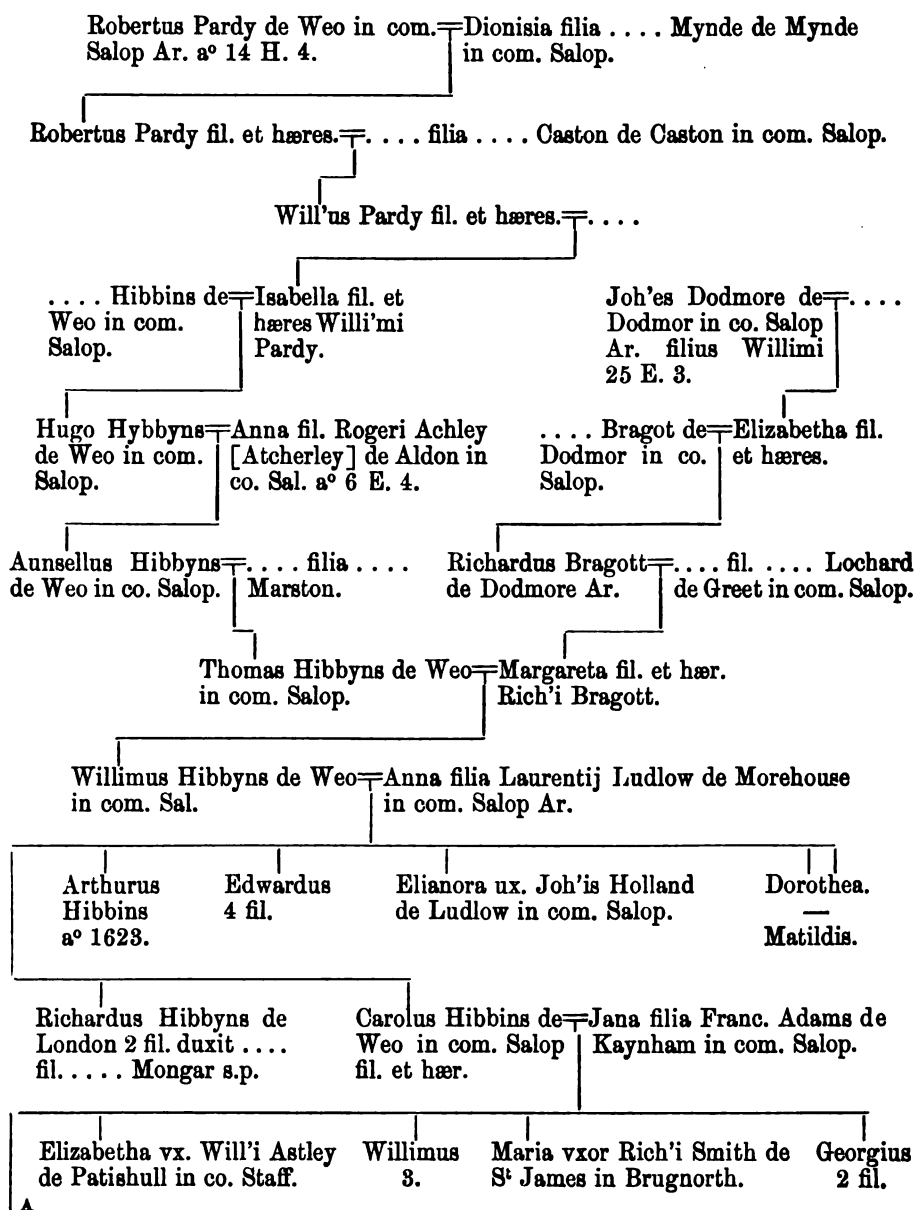 Robertus Pardy de Weo in com.
Salop Ar. aº 14 H. 4.
Dionisia filia . . . . Mynde de Mynde
in com. Salop.
Robertus Pardy fil. et hæres.
. . . . filia . . . . Caston de Caston in com. Salop.
Will'us Pardy fil. et hæres.
. . . .
. . . . Hibbins de
Weo in com.
Salop.
Isabella fil. et
hæres Willi'mi
Pardy.
Joh'es Dodmore de
Dodmor in co. Salop
Ar. filius Willimi
25 E. 3.
. . . .
Hugo Hybbyns
de Weo in com.
Salop.
Anna fil. Rogeri Achley
[Atcherley] de Aldon in
co. Sal. aº 6 E. 4.
. . . . Bragot de
Dodmor in co.
Salop.
Elizabetha fil.
et hæres.
Aunsellus Hibbyns
de Weo in co. Salop.
. . . . filia . . . .
Marston.
Richardus Bragott
de Dodmore Ar.
. . . . fil. . . . . Lochard
de Greet in com. Salop.
Thomas Hibbyns de Weo
in com. Salop.
Margareta fil. et hær.
Rich'i Bragott.
Willimus Hibbyns de Weo
in com. Sal.
Anna filia Laurentij Ludlow de Morehouse
in com. Salop Ar.
Arthurus
Hibbins
aº 1623.
Edwardus
4 fil.
Elianora ux. Joh'is Holland
de Ludlow in com. Salop.
Dorothea.
—
Matildis.
Richardus Hibbyns de
London 2 fil. duxit . . . .
fil. . . . . Mongar s.p.
Carolus Hibbins de
Weo in com. Salop
fil. et hær.
Jana filia Franc. Adams de
Kaynham in com. Salop.
Elizabetha vx. Will'i Astley
de Patishull in co. Staff.
Willimus
3.
Maria vxor Rich'i Smith de
Sᵗ James in Brugnorth.
Georgius
2 fil.
A